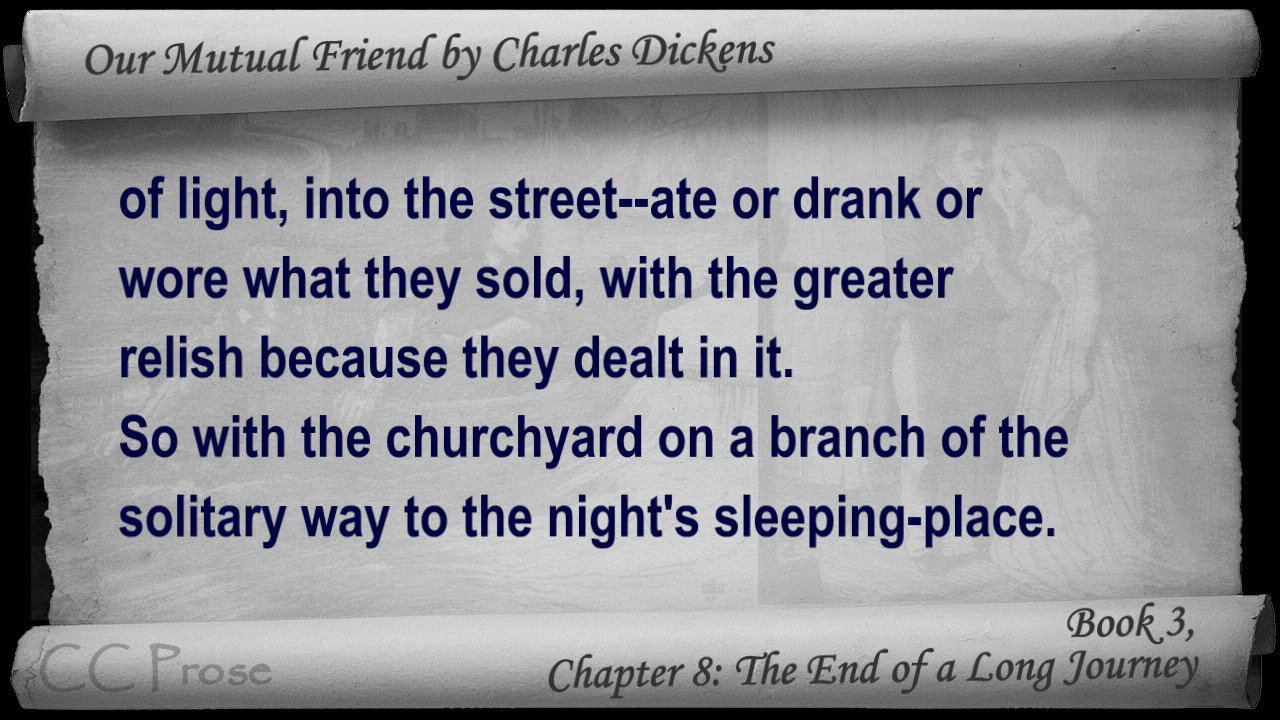 Our Mutual Friend by Charles Dickens
of light, into the street--ate or drank or
wore what they sold, with the greater
relish because they dealt in it.
So with the churchyard on a branch of the
solitary way to the night's sleeping-place.
Book 3,
Chapter 8: The End of a Long Journey
CC Prose